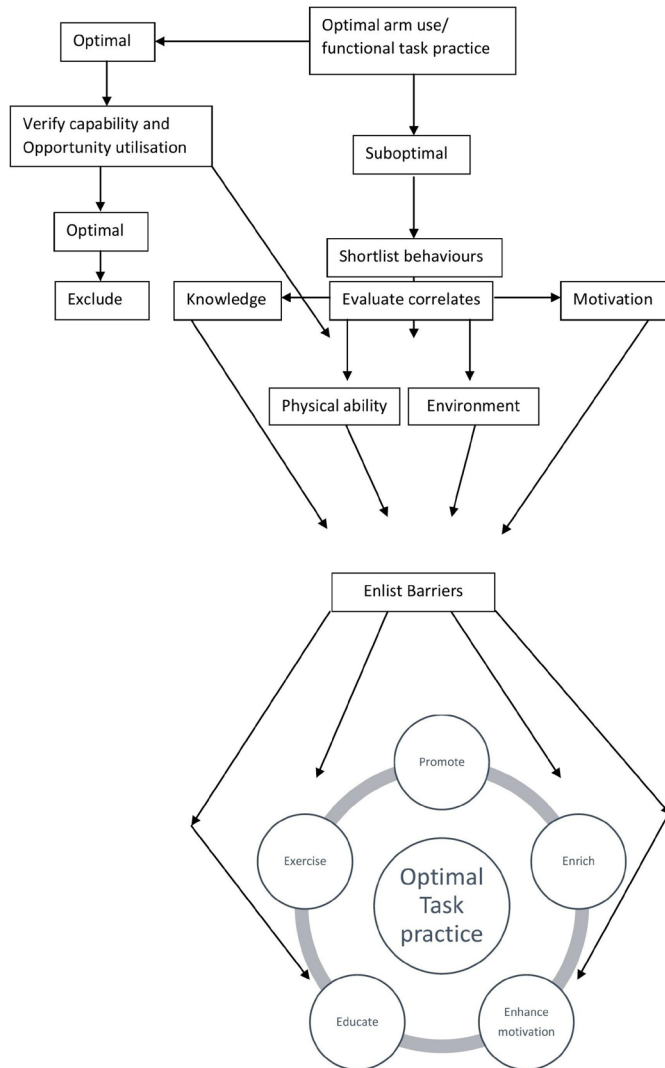 Optimal
Optimal arm use/
functional task practice
Verify capability and
Opportunity utilisation
Suboptimal
Optimal
Shortlist behaviours
Exclude
Knowledge
Evaluate correlates
Motivation
Physical ability
Environment
Enlist Barriers
Promote
Exercise
Enrich
Optimal
Task
practice
Educate
Enhance
motivation